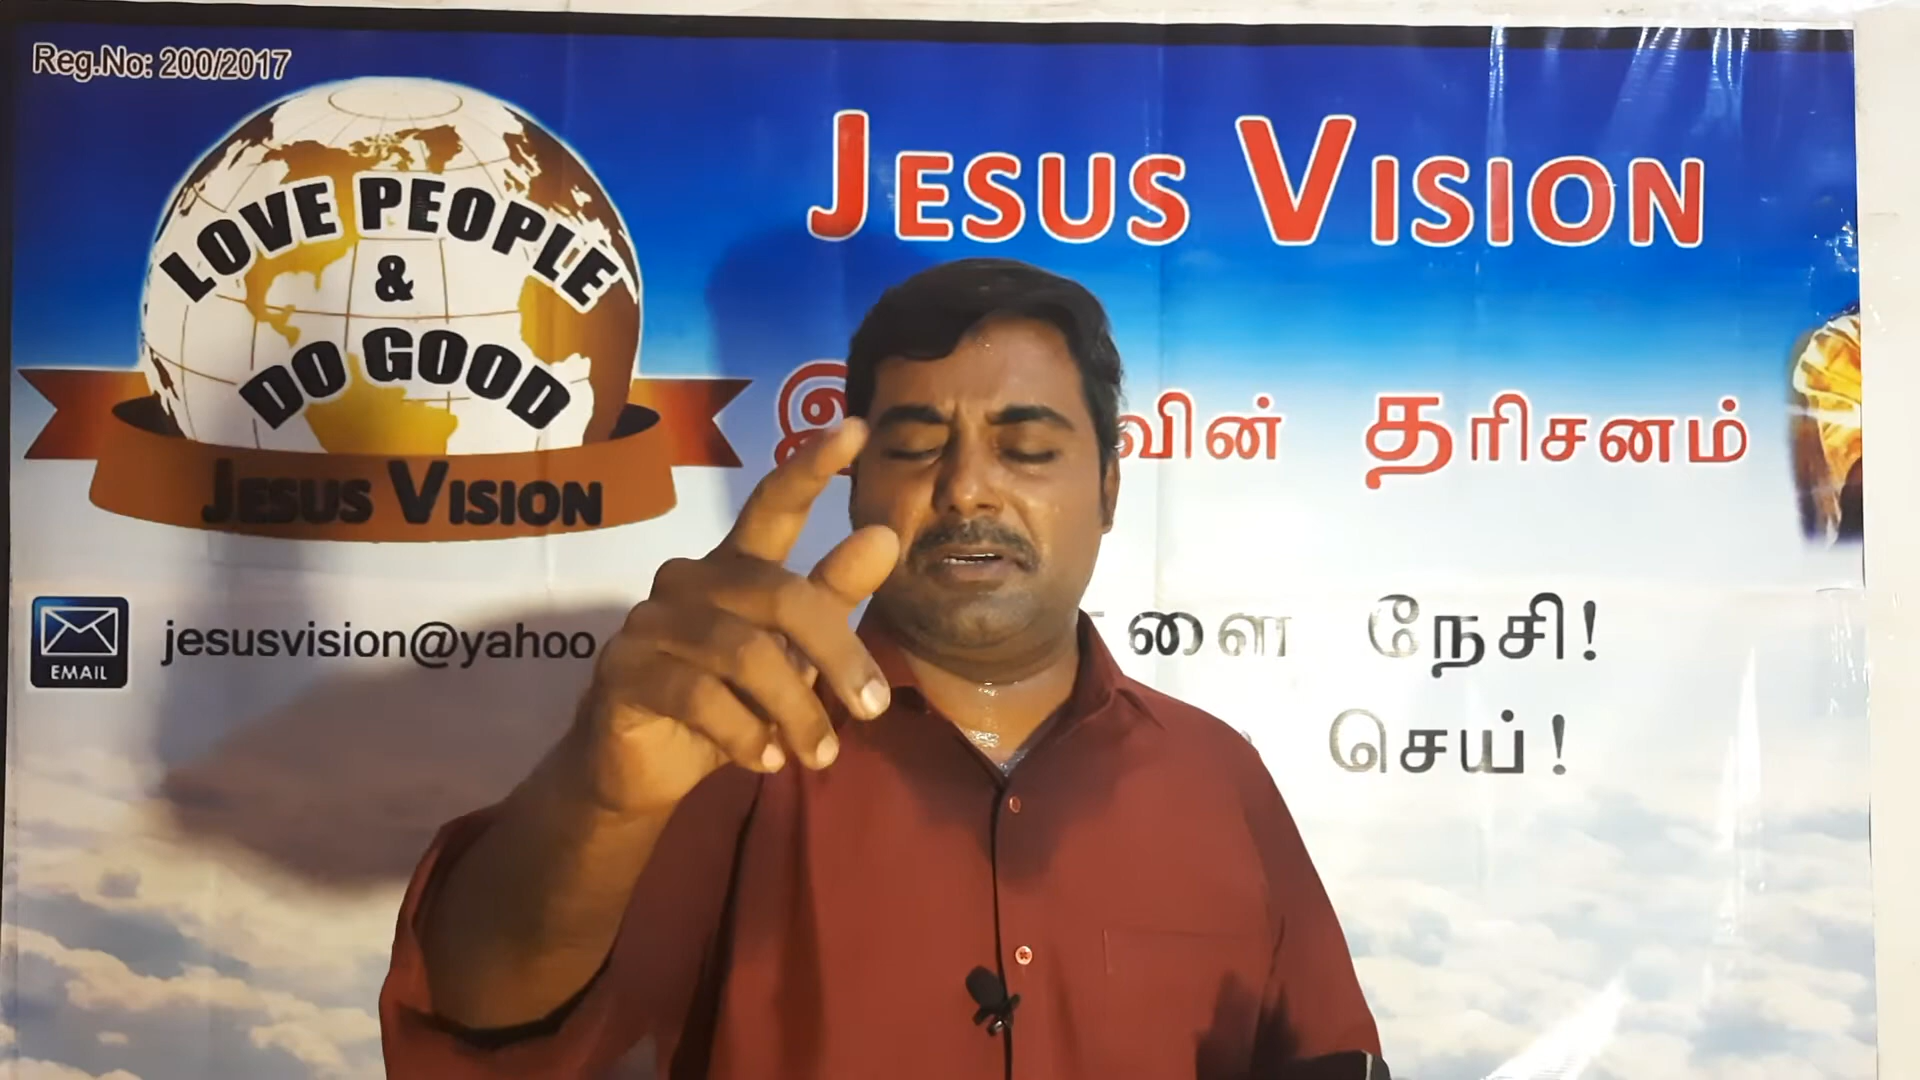 Reg.No: 200/2017
LOVE PEOPLE
&
DO GOOD
JESUS VISION
EMAIL
jesusvision@yahoo
JESUS VISION
தரிசனம்
நேசி!
செய்!